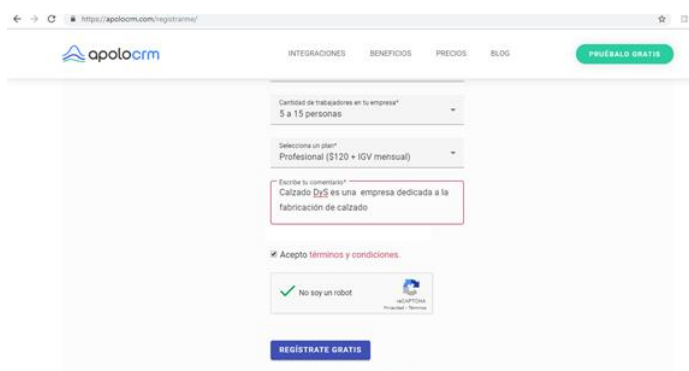 https://apolocrm.com/registrarme/
apolocrm
INTEGRACIONES BENEFICIOS PRECIOS BLOG PRUÉBALO GRATIS
Cantidad de trabajadores en tu empresa*
5 a 15 personas
Selecciona un plan*
Profesional ($120 + IGV mensual)
Escribe tu comentario*
Calzado DyS es una empresa dedicada a la
fabricación de calzado
Acepto términos y condiciones.
No soy un robot
reCAPTCHA
Privacidad - Términos
REGÍSTRATE GRATIS